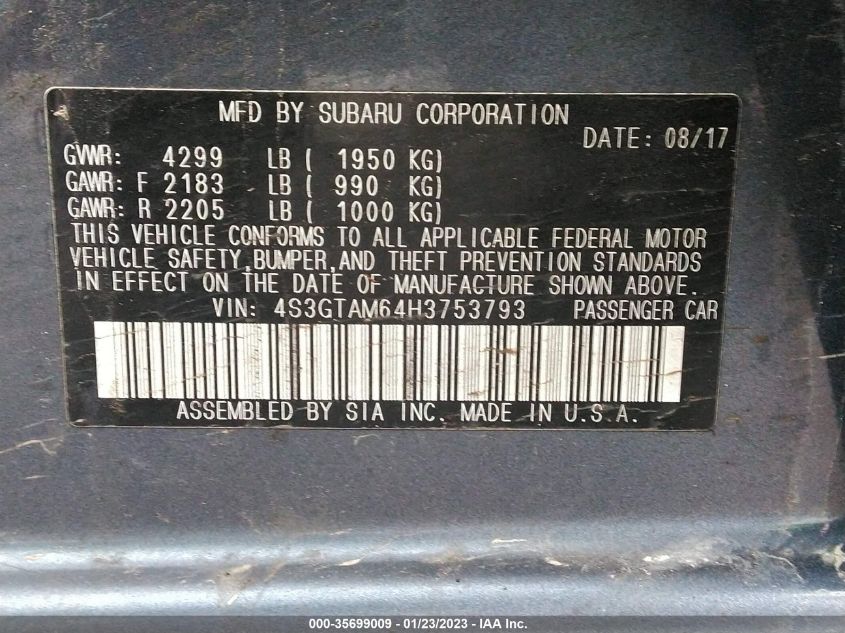 MFD BY SUBARU CORPORATION
DATE: 08/17
GVWR: 4299 LB ( 1950 KG)
GAWR: F 2183 LB ( 990 KG)
GAWR: R 2205 LB ( 1000 KG)
THIS VEHICLE CONFORMS TO ALL APPLICABLE FEDERAL MOTOR
VEHICLE SAFETY,BUMPER,AND THEFT PREVENTION STANDARDS
IN EFFECT ON THE DATE OF MANUFACTURE SHOWN ABOVE.
VIN: 4S3GTAM64H3753793 PASSENGER CAR
ASSEMBLED BY SIA INC. MADE IN U.S.A.
000-35699009 — 01/23/2023 — IAA Inc.